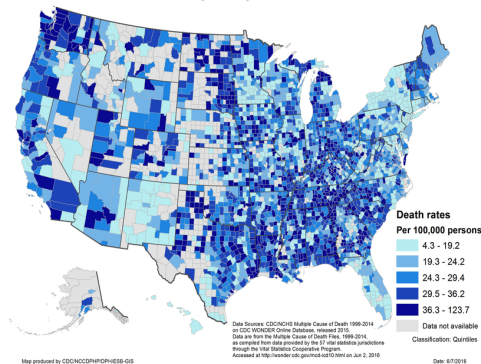 Death rates
Per 100,000 persons
4.3 - 19.2
19.3 - 24.2
24.3 - 29.4
29.5 - 36.2
36.3 - 123.7
Data not available
Classification: Quintiles
Data Sources: CDC/NCHS Multiple Cause of Death 1999-2014
on CDC WONDER Online Database, released 2015.
Data are from the Multiple Cause of Death Files, 1999-2014,
as compiled from data provided by the 57 vital statistics jurisdictions
through the Vital Statistics Cooperative Program.
Accessed at http://wonder.cdc.gov/mcd-icd10.html on Jun 2, 2016
Map produced by CDC/NCCDPHP/DPH/ESB-GIS
Date: 6/7/2016